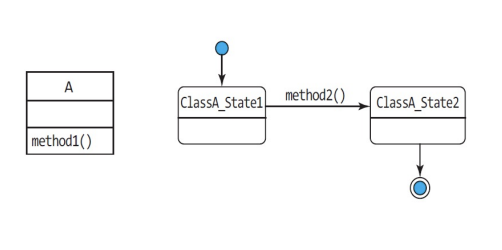 A
method1()
ClassA_State1
method2()
ClassA_State2